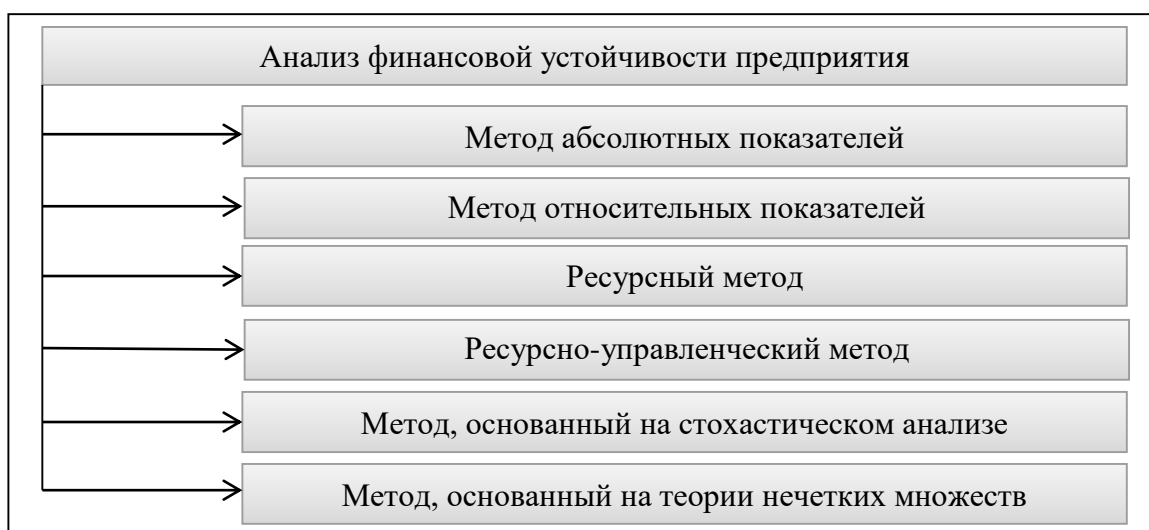 Анализ финансовой устойчивости предприятия
Метод абсолютных показателей
Метод относительных показателей
Ресурсный метод
Ресурсно-управленческий метод
Метод, основанный на стохастическом анализе
Метод, основанный на теории нечетких множеств